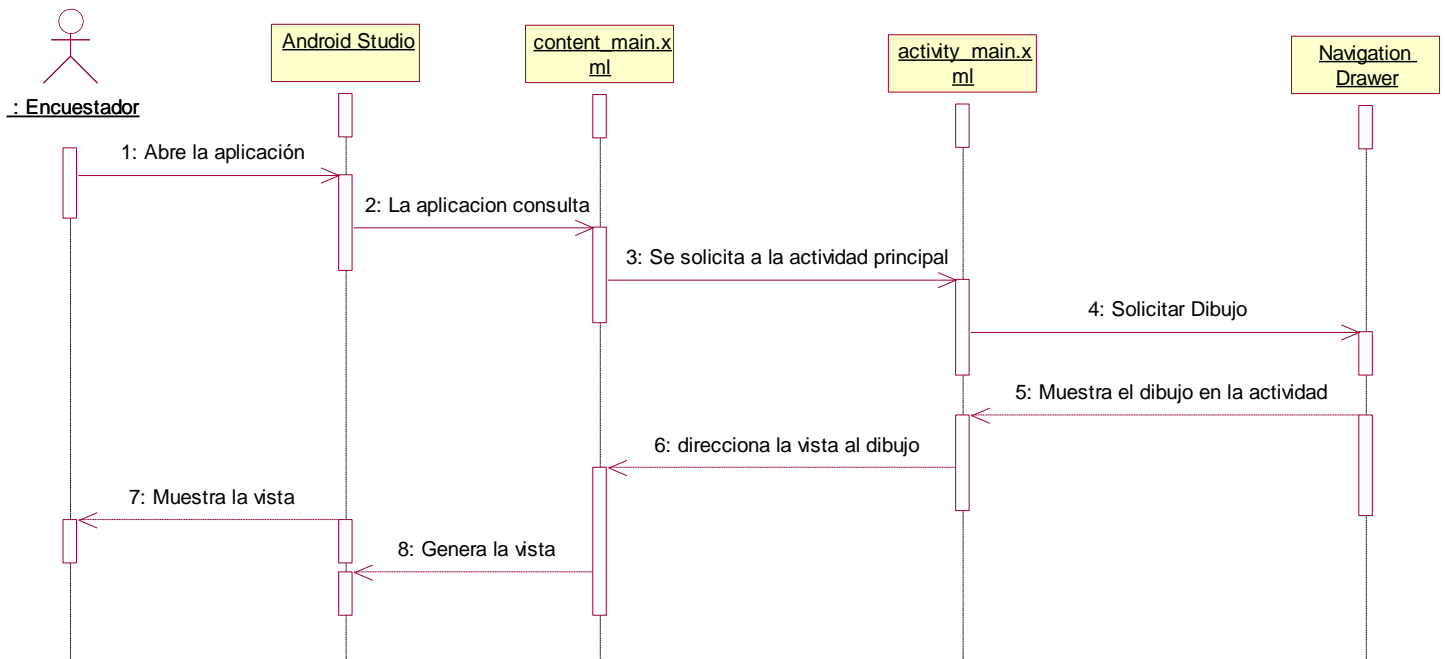 : Encuestador
Android Studio
content_main.x
ml
activity_main.x
ml
Navigation
Drawer
1: Abre la aplicación
2: La aplicacion consulta
3: Se solicita a la actividad principal
4: Solicitar Dibujo
5: Muestra el dibujo en la actividad
6: direcciona la vista al dibujo
7: Muestra la vista
8: Genera la vista